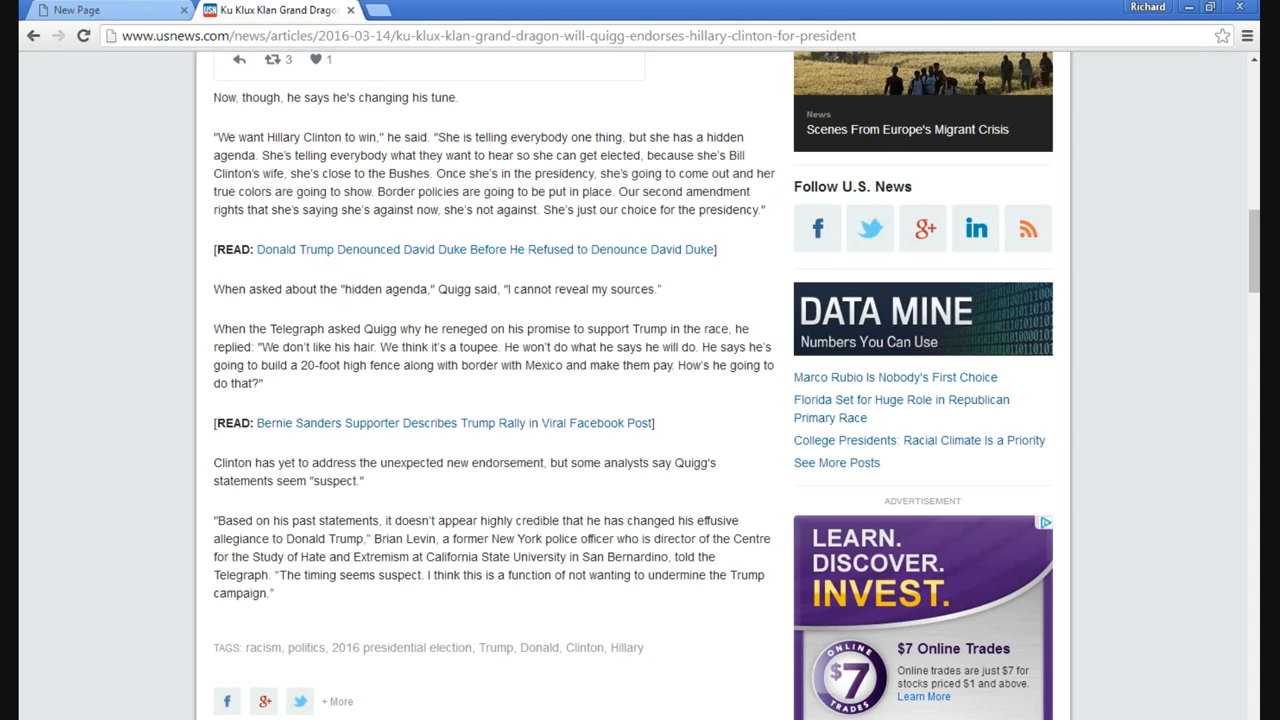 New Page
Ku Klux Klan Grand Drago
Richard
www.usnews.com/news/articles/2016-03-14/ku-klux-klan-grand-dragon-will-quigg-endorses-hillary-clinton-for-president
3
1
Now, though, he says he's changing his tune.
"We want Hillary Clinton to win," he said. "She is telling everybody one thing, but she has a hidden
agenda. She's telling everybody what they want to hear so she can get elected, because she's Bill
Clinton's wife, she's close to the Bushes. Once she's in the presidency, she's going to come out and her
true colors are going to show. Border policies are going to be put in place. Our second amendment
rights that she's saying she's against now, she's not against. She's just our choice for the presidency."
[READ: Donald Trump Denounced David Duke Before He Refused to Denounce David Duke]
When asked about the "hidden agenda," Quigg said, "I cannot reveal my sources."
When the Telegraph asked Quigg why he reneged on his promise to support Trump in the race, he
replied: "We don't like his hair. We think it's a toupee. He won't do what he says he will do. He says he's
going to build a 20-foot high fence along with border with Mexico and make them pay. How's he going to
do that?"
[READ: Bernie Sanders Supporter Describes Trump Rally in Viral Facebook Post]
Clinton has yet to address the unexpected new endorsement, but some analysts say Quigg's
statements seem "suspect."
"Based on his past statements, it doesn't appear highly credible that he has changed his effusive
allegiance to Donald Trump," Brian Levin, a former New York police officer who is director of the Centre
for the Study of Hate and Extremism at California State University in San Bernardino, told the
Telegraph. "The timing seems suspect. I think this is a function of not wanting to undermine the Trump
campaign."
TAGS: racism, politics, 2016 presidential election, Trump, Donald, Clinton, Hillary
+ More
News
Scenes From Europe's Migrant Crisis
Follow U.S. News
DATA MINE
Numbers You Can Use
Marco Rubio Is Nobody's First Choice
Florida Set for Huge Role in Republican
Primary Race
College Presidents: Racial Climate Is a Priority
See More Posts
ADVERTISEMENT
LEARN.
DISCOVER.
INVEST.
ONLINE
$7
TRADES
$7 Online Trades
Online trades are just $7 for
stocks priced $1 and above.
Learn More